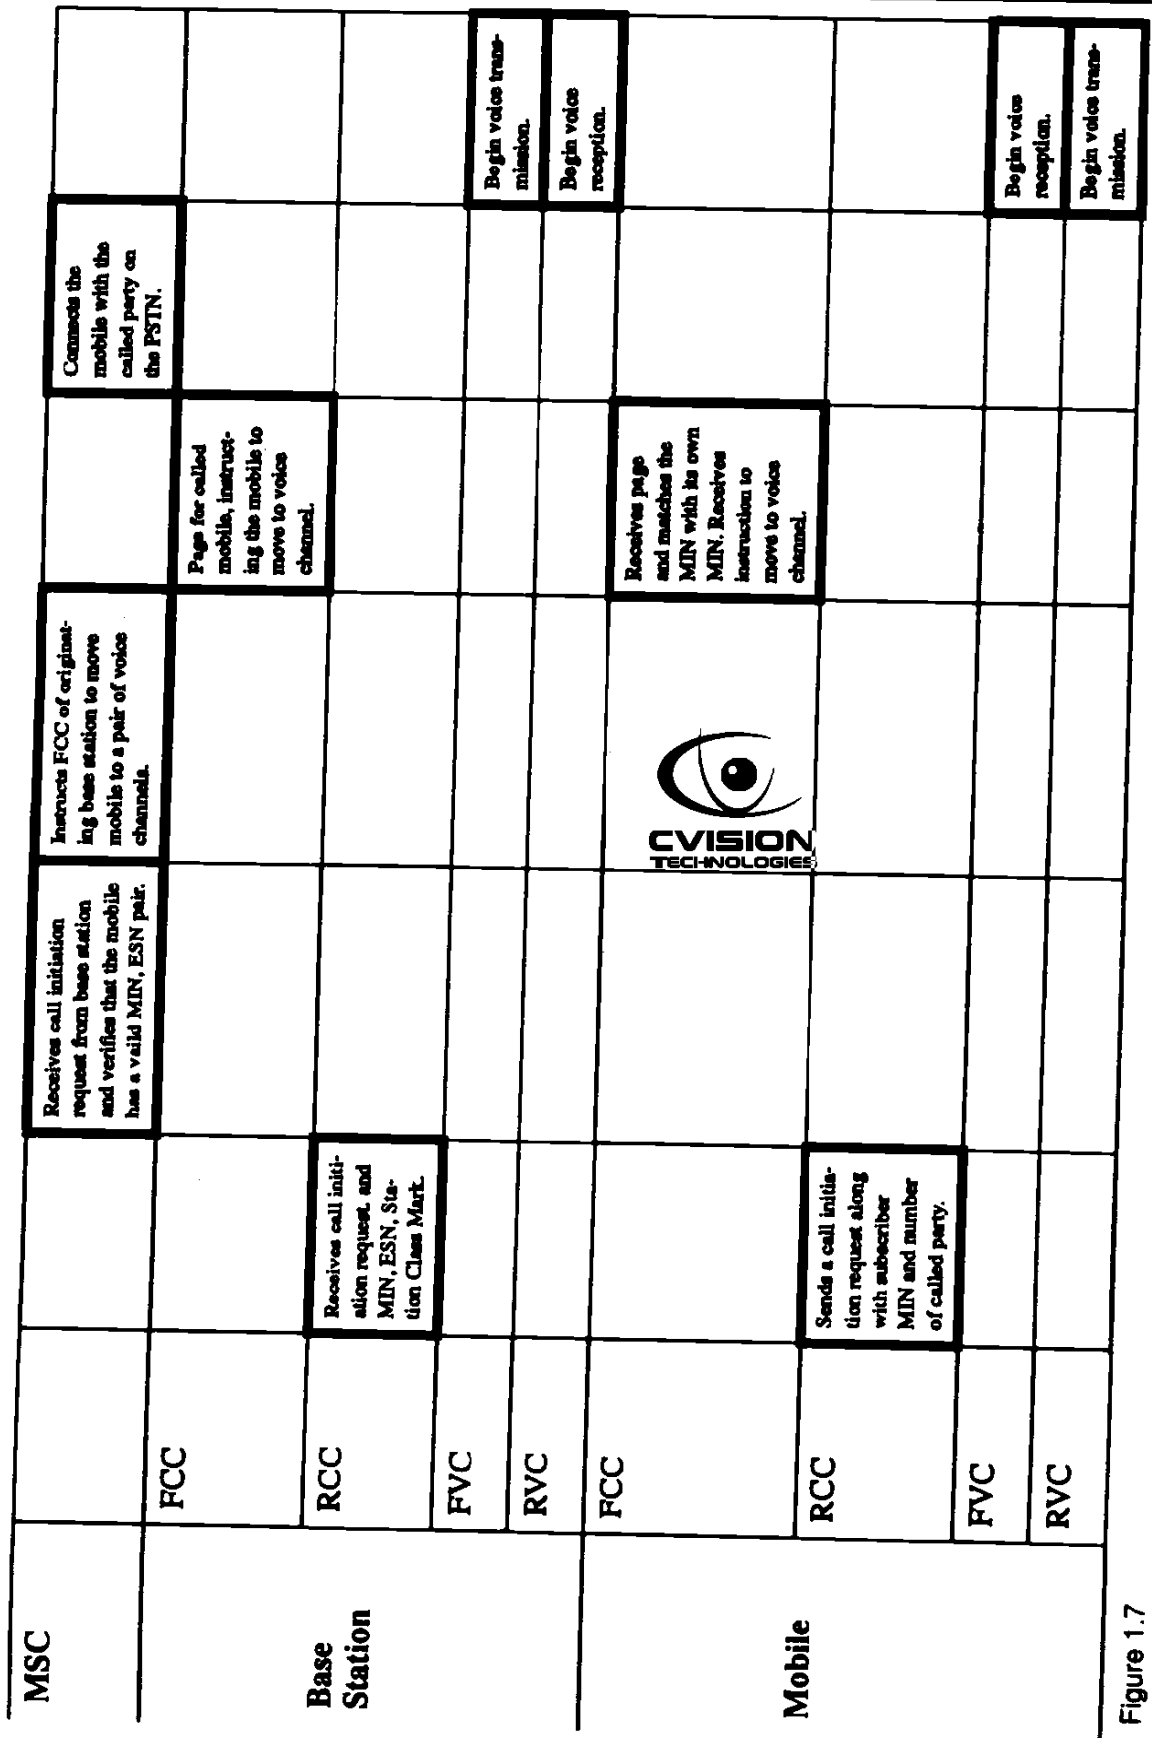 MSC
Receives call initiation
request from base station
and verifies that the mobile
has a vaild MIN, ESN pair.
Instructs FCC of originat-
ing base station to move
mobile to a pair of voice
channels.
Connects the
mobile with the
called party on
the PSTN.
Base
Station
FCC
Page for called
mobile, instruct-
ing the mobile to
move to voice
channel.
RCC
Receives call initi-
ation request and
MIN, ESN, Sta-
tion Class Mark.
FVC
Begin voice trans-
mission.
RVC
Begin voice
reception.
Mobile
FCC
Receives page
and matches the
MIN with its own
MIN. Receives
instruction to
move to voice
channel.
CVISION
TECHNOLOGIES
RCC
Sends a call initia-
tion request along
with subscriber
MIN and number
of called party.
FVC
Begin voice
reception.
RVC
Begin voice trans-
mission.
Figure 1.7